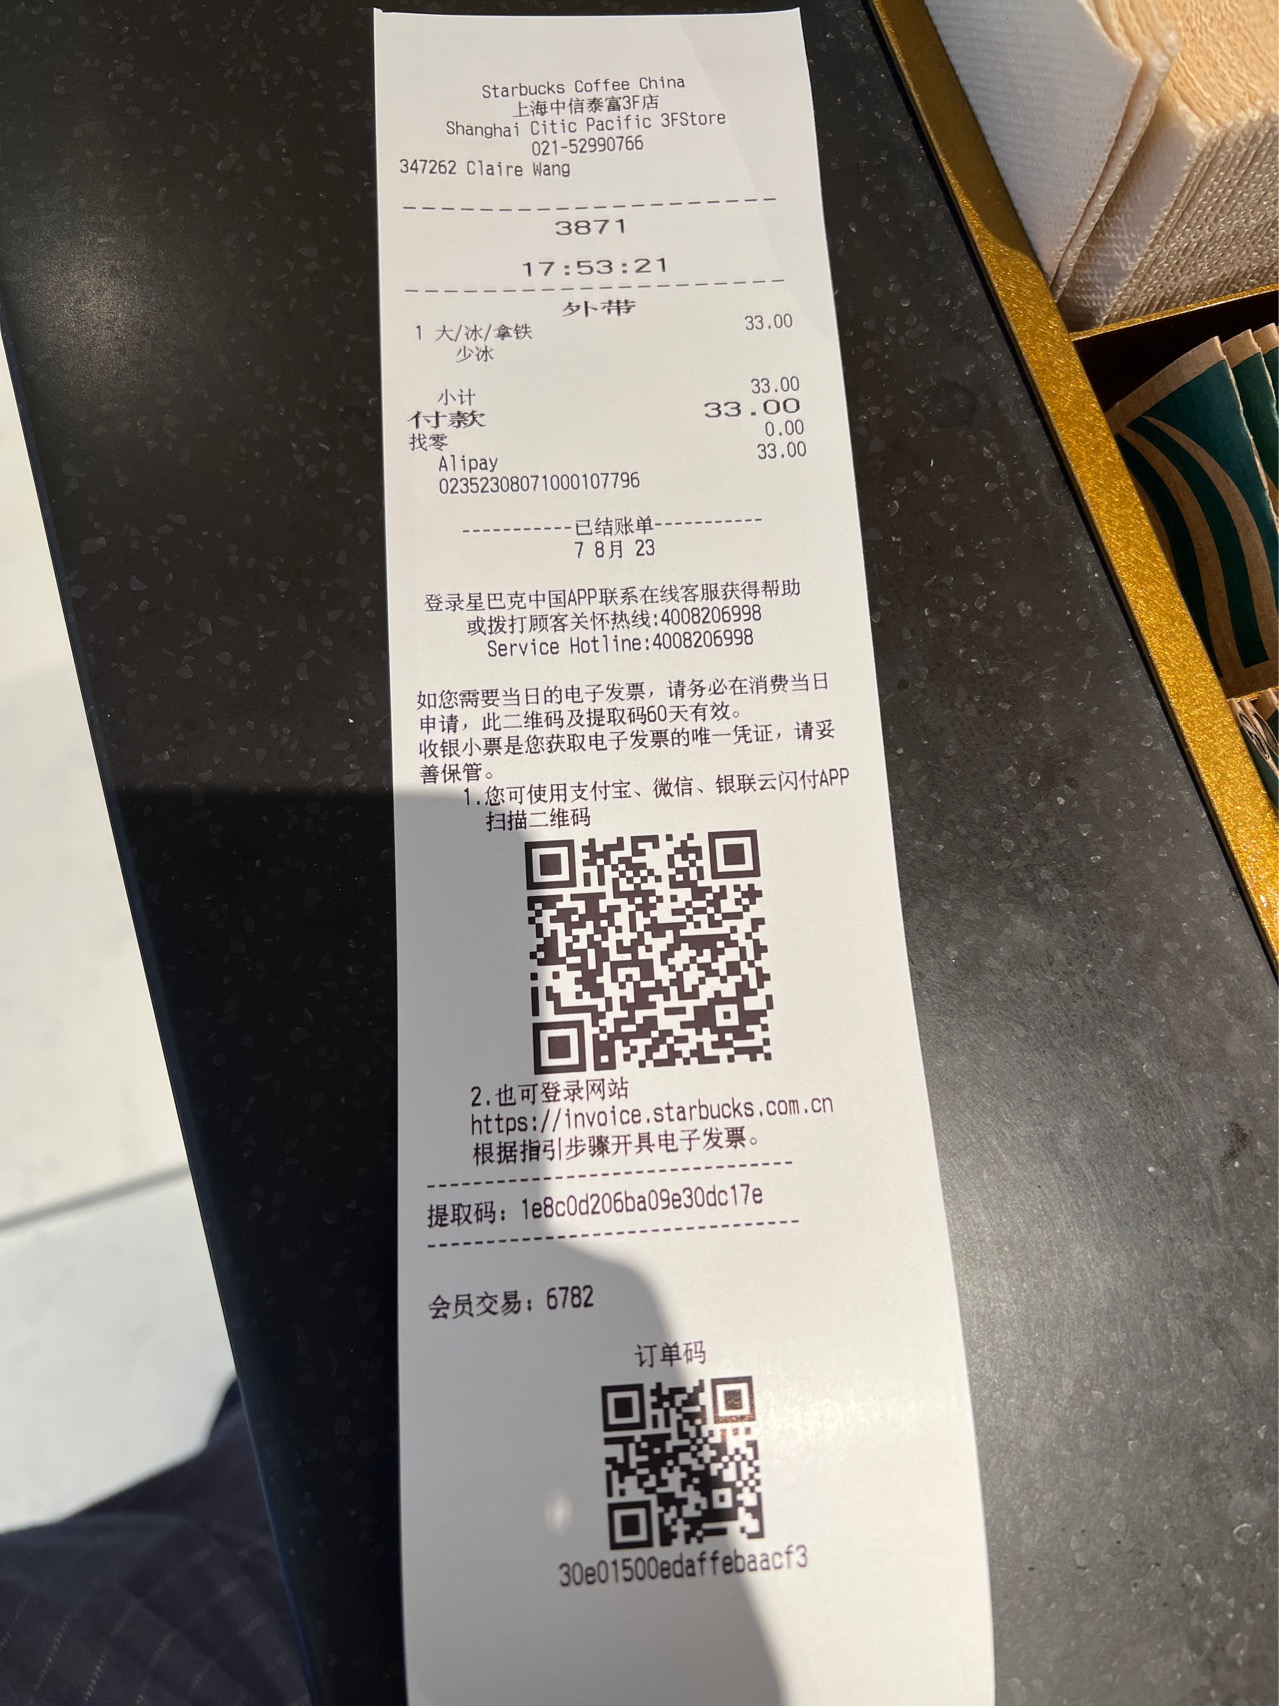 Starbucks Coffee China
上海中信泰富3F店
Shanghai Citic Pacific 3FStore
021-52990766
347262 Claire Wang
3871
17:53:21
外带
1 大/冰/拿铁 33.00
少冰
小计 33.00
付款 33.00
找零 0.00
Alipay 33.00
02352308071000107796
-----------已结账单-----------
7 8月 23
登录星巴克中国APP联系在线客服获得帮助
或拨打顾客关怀热线:4008206998
Service Hotline:4008206998
如您需要当日的电子发票，请务必在消费当日
申请，此二维码及提取码60天有效。
收银小票是您获取电子发票的唯一凭证，请妥
善保管。
1.您可使用支付宝、微信、银联云闪付APP
扫描二维码
2.也可登录网站
https://invoice.starbucks.com.cn
根据指引步骤开具电子发票。
提取码：1e8c0d206ba09e30dc17e
会员交易：6782
订单码
30e01500edaffebaacf3